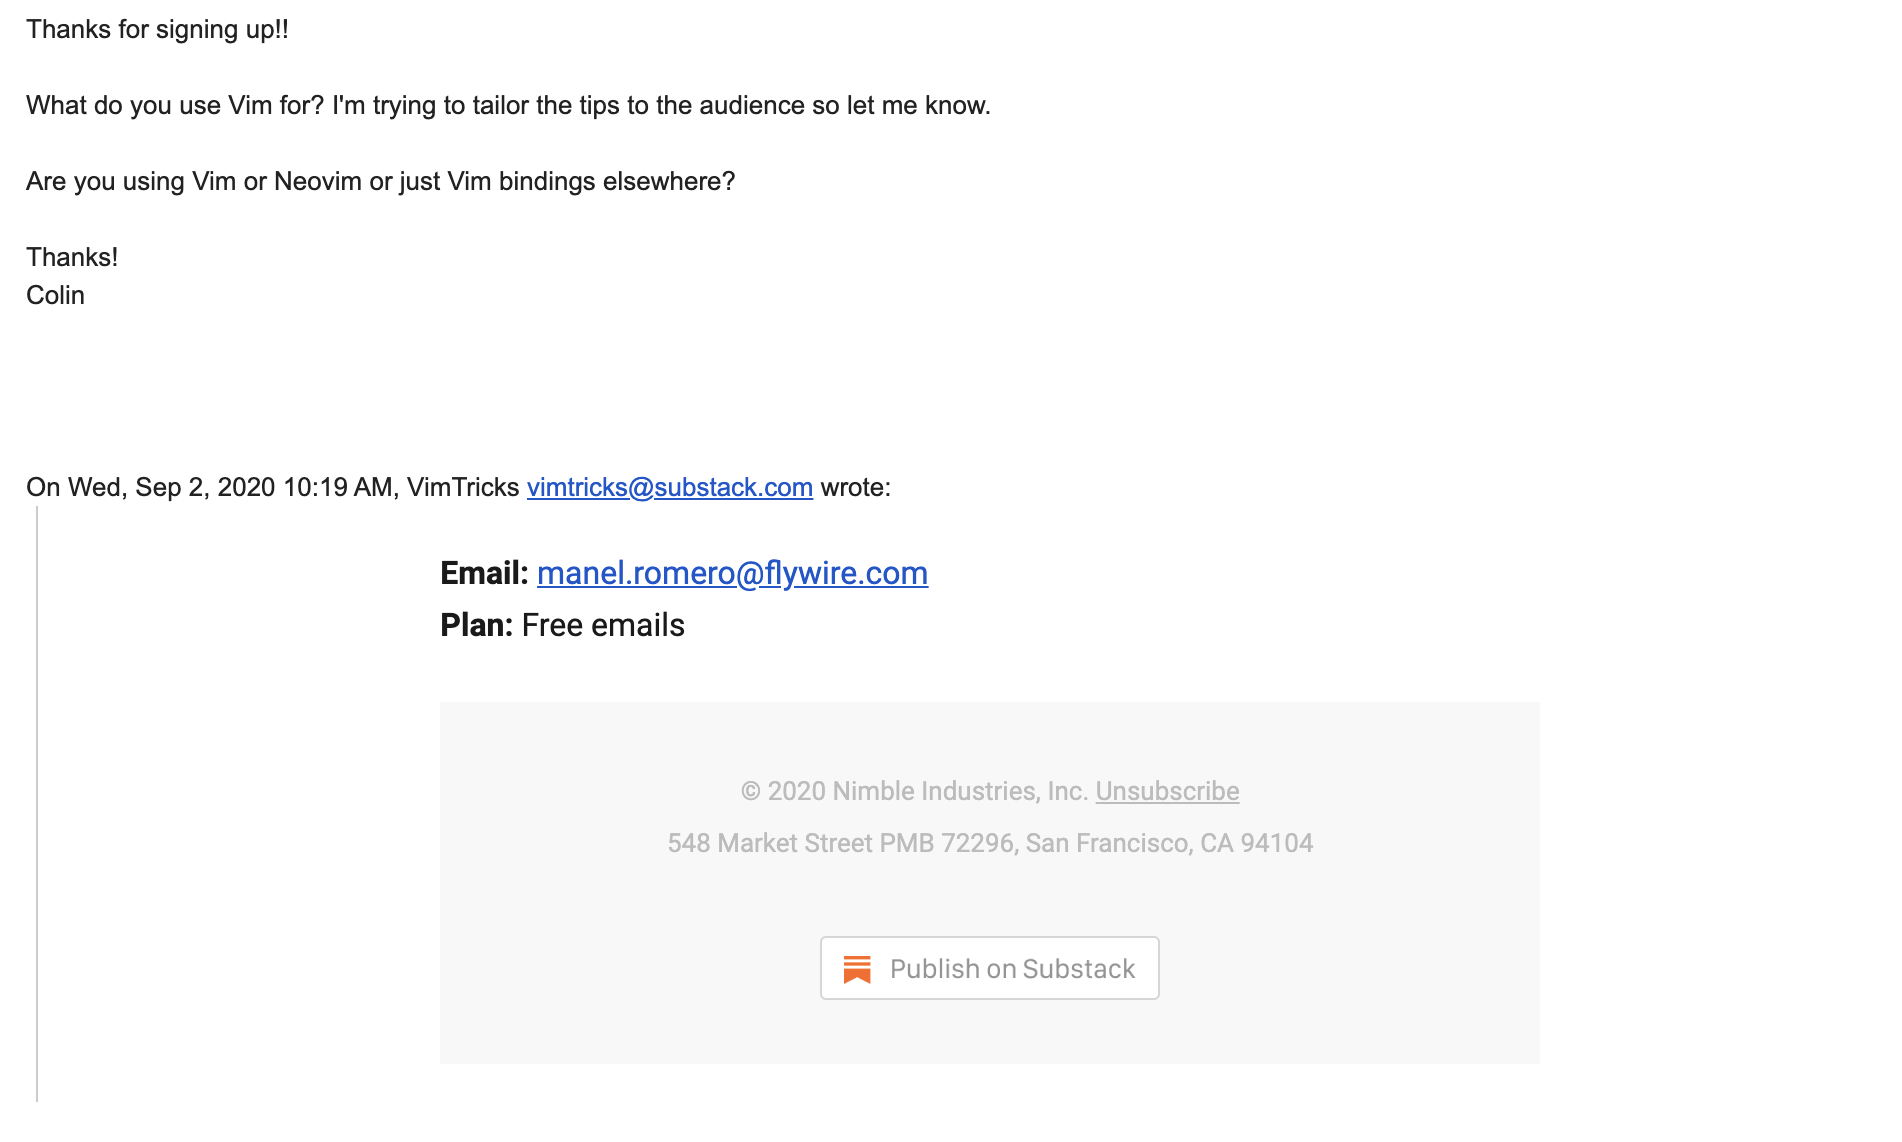 Thanks for signing up!!
What do you use Vim for? I'm trying to tailor the tips to the audience so let me know.
Are you using Vim or Neovim or just Vim bindings elsewhere?
Thanks!
Colin
On Wed, Sep 2, 2020 10:19 AM, VimTricks vimtricks@substack.com wrote:
Email: manel.romero@flywire.com
Plan: Free emails
© 2020 Nimble Industries, Inc. Unsubscribe
548 Market Street PMB 72296, San Francisco, CA 94104
Publish on Substack